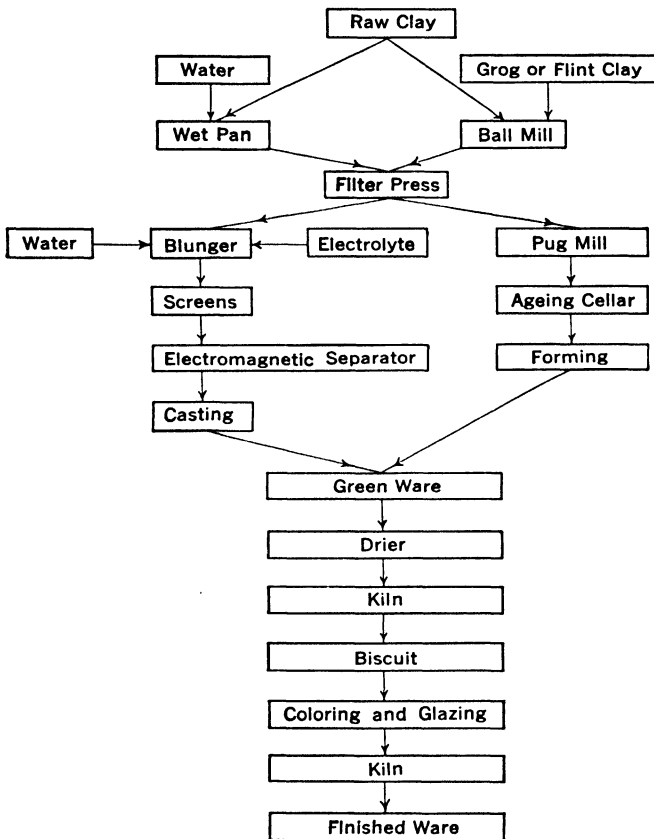 Raw Clay
Water
Grog or Flint Clay
Wet Pan
Ball Mill
Filter Press
Water
Blunger
Electrolyte
Pug Mill
Screens
Ageing Cellar
Electromagnetic Separator
Forming
Casting
Green Ware
Drier
Kiln
Biscuit
Coloring and Glazing
Kiln
Finished Ware